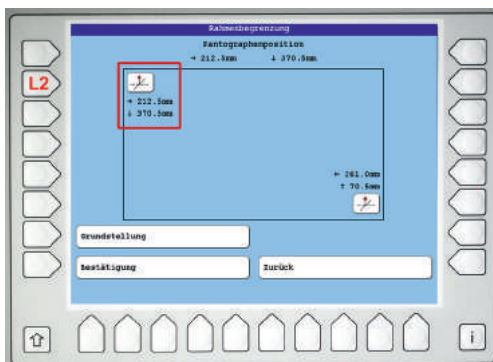 Rahmenbegrenzung
Pantographenposition
→ 212.5mm ↓ 370.5mm
L2
→ 212.5mm
↓ 370.5mm
← 261.0mm
↑ 70.5mm
Grundstellung
Bestätigung Zurück
i